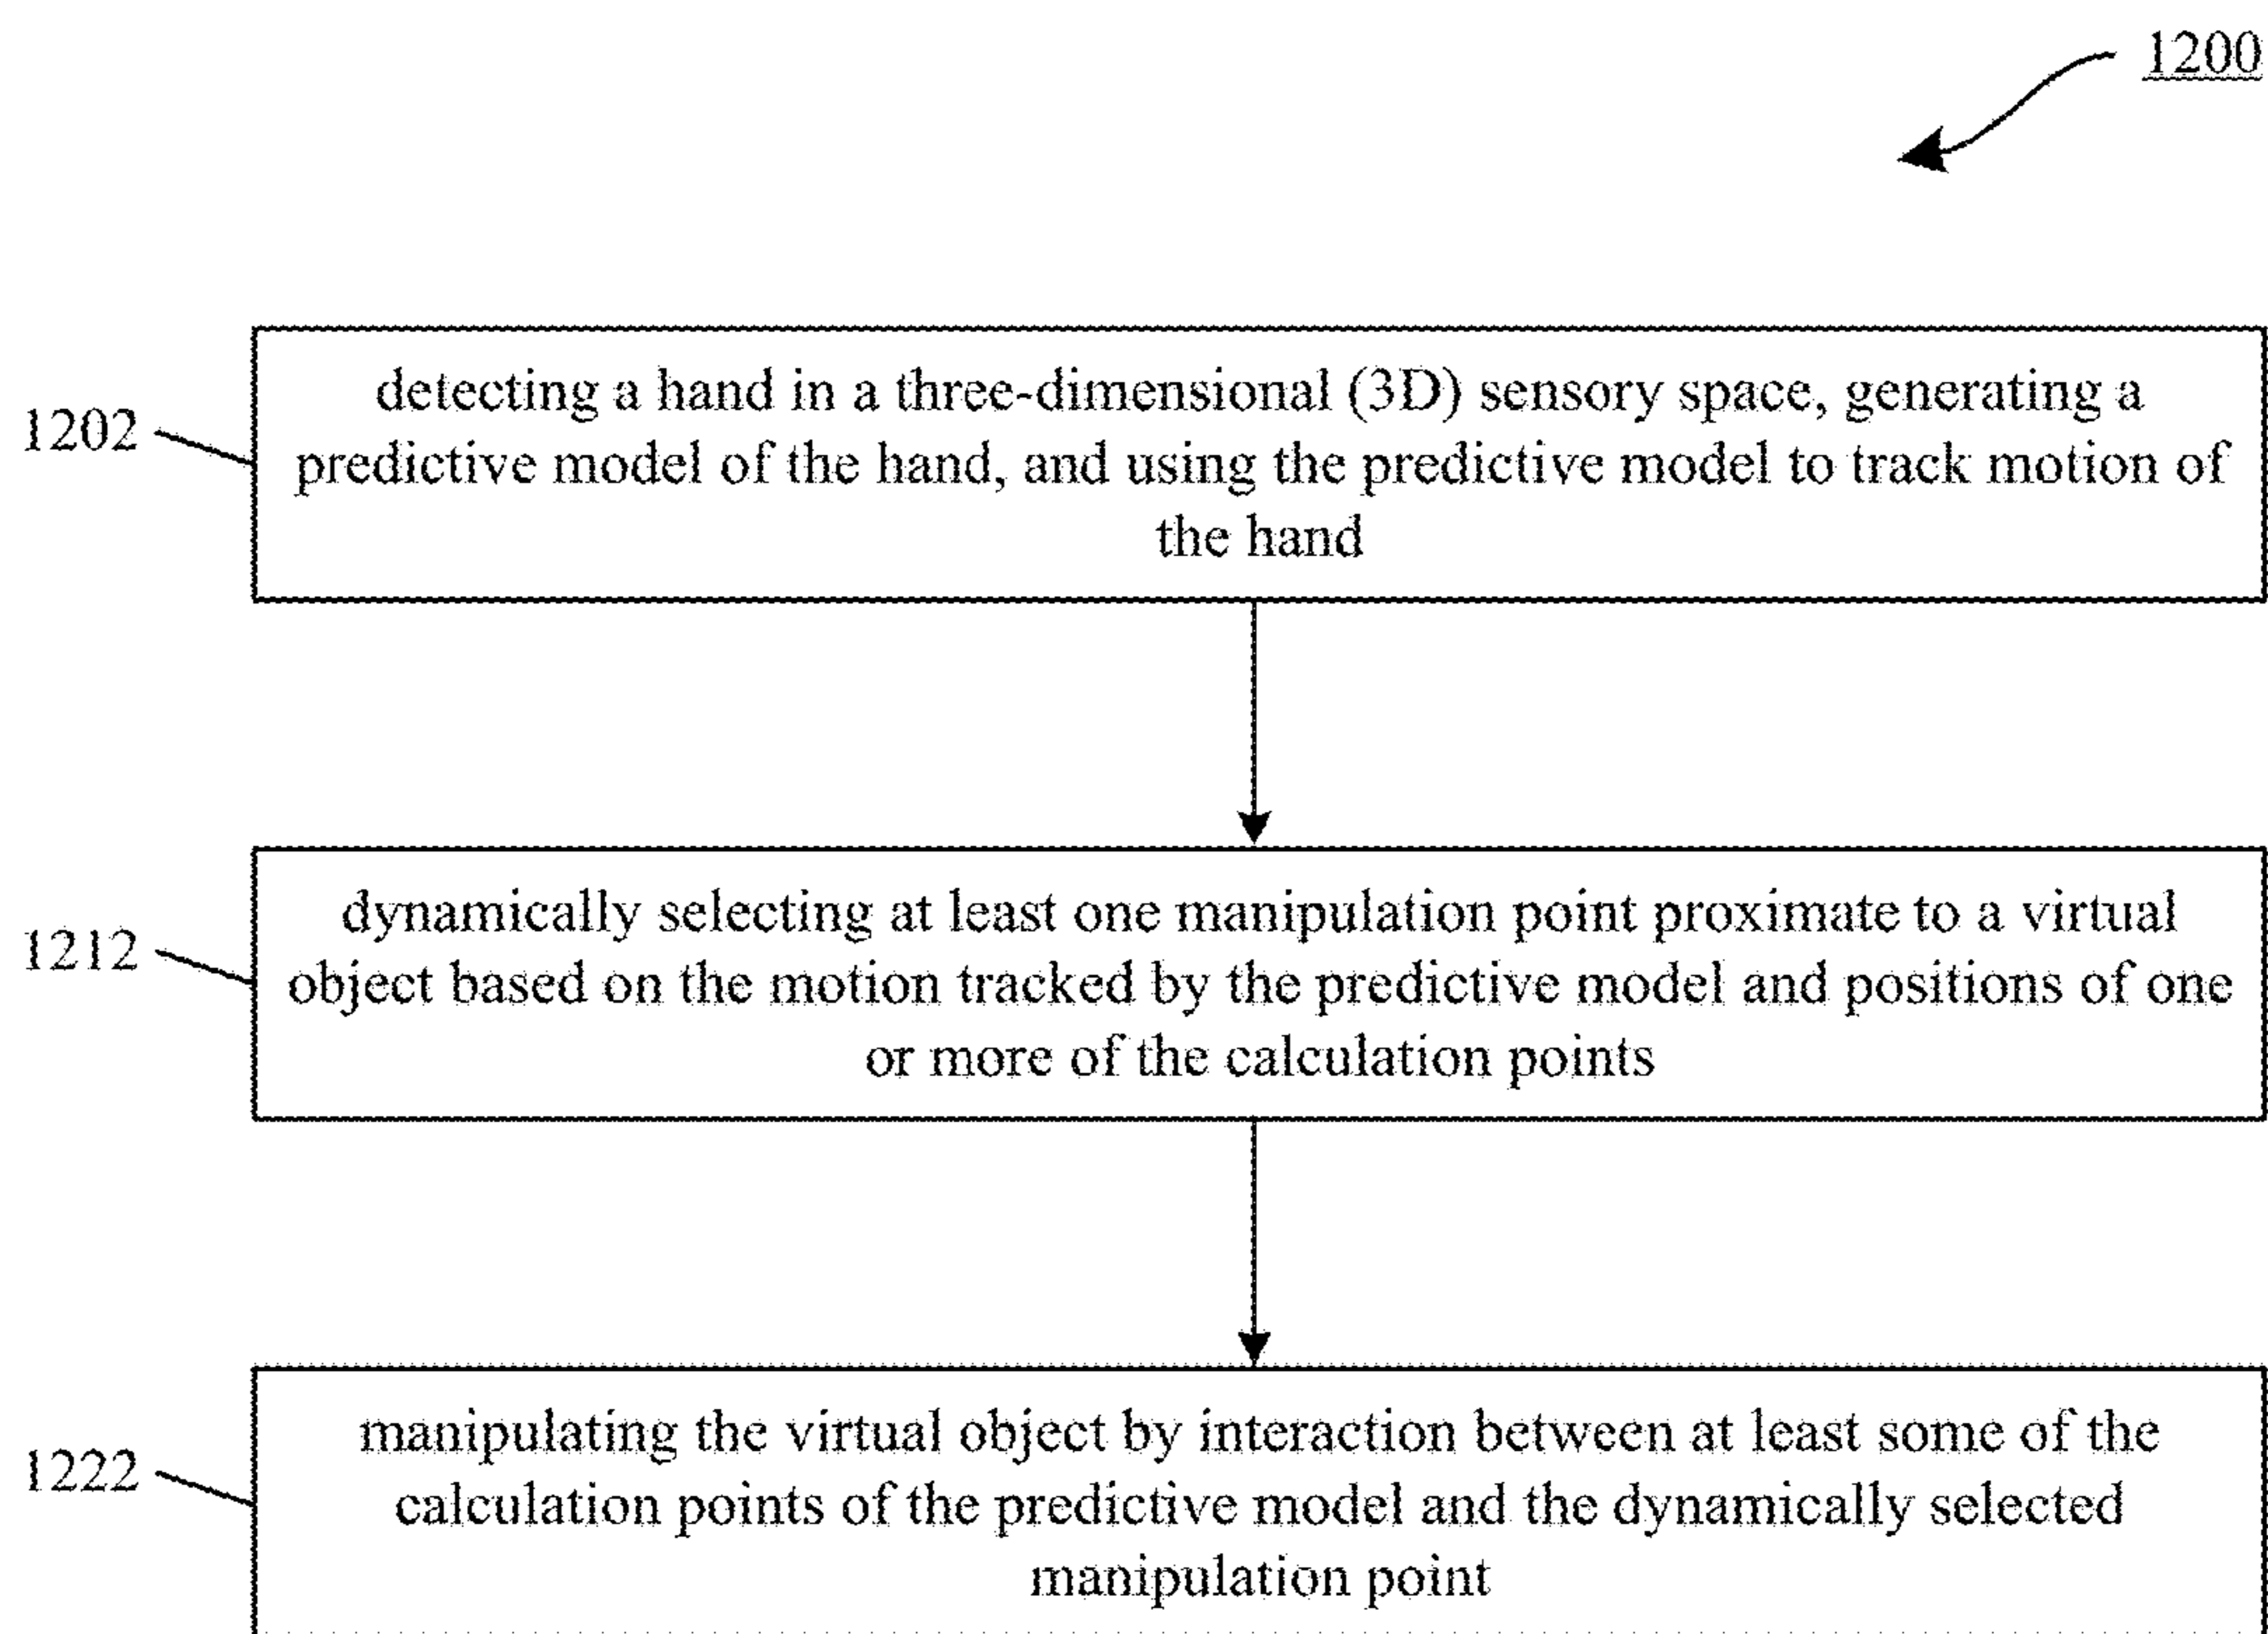 1200
1202
detecting a hand in a three-dimensional (3D) sensory space, generating a
predictive model of the hand, and using the predictive model to track motion of
the hand
1212
dynamically selecting at least one manipulation point proximate to a virtual
object based on the motion tracked by the predictive model and positions of one
or more of the calculation points
1222
manipulating the virtual object by interaction between at least some of the
calculation points of the predictive model and the dynamically selected
manipulation point